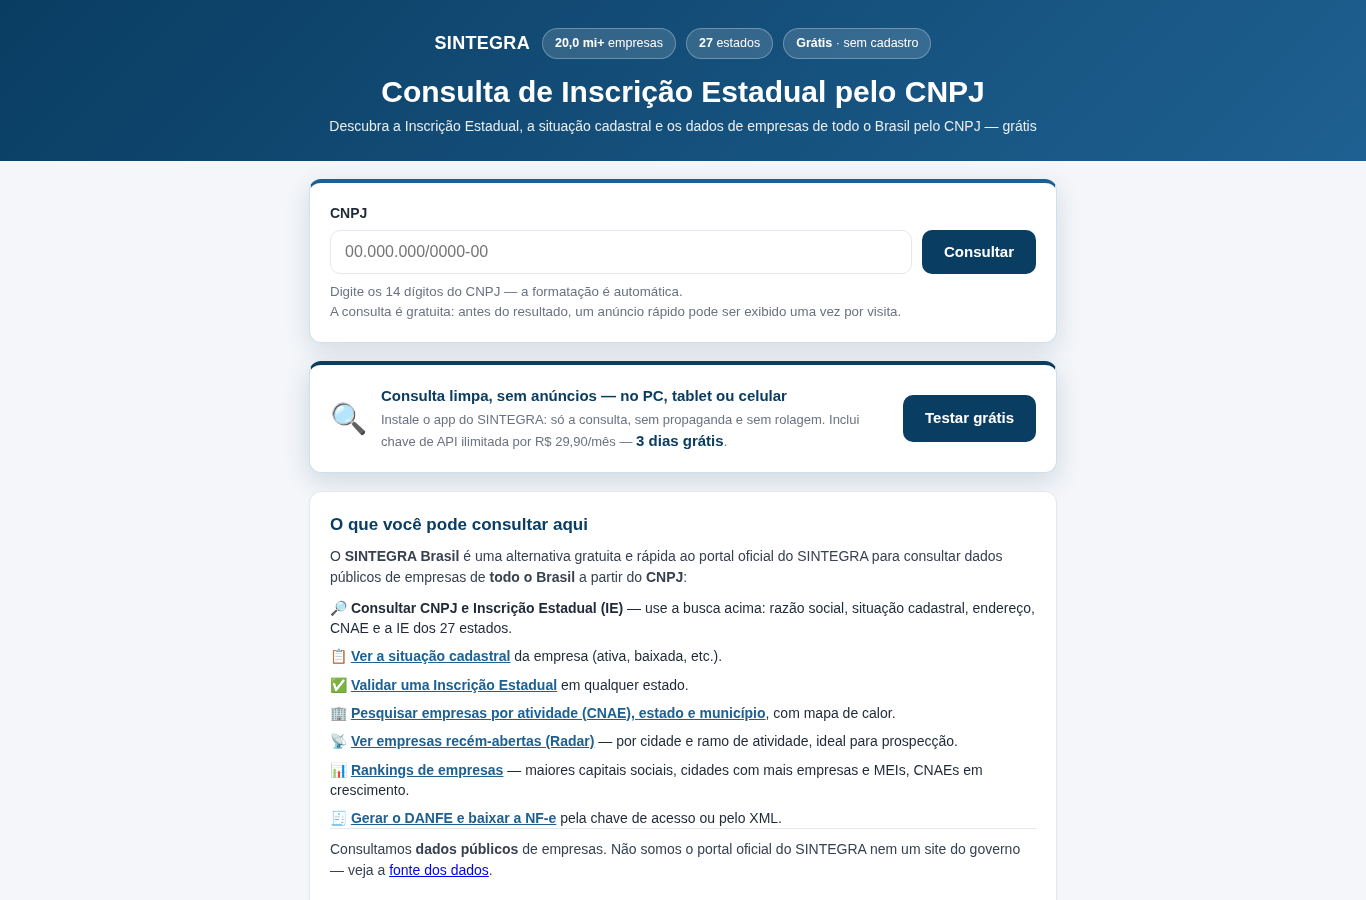 SINTEGRA 20,0 mi+ empresas 27 estados Grátis · sem cadastro
Consulta de Inscrição Estadual pelo CNPJ
Descubra a Inscrição Estadual, a situação cadastral e os dados de empresas de todo o Brasil pelo CNPJ — grátis
CNPJ
00.000.000/0000-00
Consultar
Digite os 14 dígitos do CNPJ — a formatação é automática.
A consulta é gratuita: antes do resultado, um anúncio rápido pode ser exibido uma vez por visita.
Consulta limpa, sem anúncios — no PC, tablet ou celular
Instale o app do SINTEGRA: só a consulta, sem propaganda e sem rolagem. Inclui
chave de API ilimitada por R$ 29,90/mês — 3 dias grátis.
Testar grátis
O que você pode consultar aqui
O SINTEGRA Brasil é uma alternativa gratuita e rápida ao portal oficial do SINTEGRA para consultar dados
públicos de empresas de todo o Brasil a partir do CNPJ:
🔎 Consultar CNPJ e Inscrição Estadual (IE) — use a busca acima: razão social, situação cadastral, endereço,
CNAE e a IE dos 27 estados.
📋 Ver a situação cadastral da empresa (ativa, baixada, etc.).
✅ Validar uma Inscrição Estadual em qualquer estado.
🏢 Pesquisar empresas por atividade (CNAE), estado e município, com mapa de calor.
📡 Ver empresas recém-abertas (Radar) — por cidade e ramo de atividade, ideal para prospecção.
📊 Rankings de empresas — maiores capitais sociais, cidades com mais empresas e MEIs, CNAEs em
crescimento.
🧾 Gerar o DANFE e baixar a NF-e pela chave de acesso ou pelo XML.
Consultamos dados públicos de empresas. Não somos o portal oficial do SINTEGRA nem um site do governo
— veja a fonte dos dados.